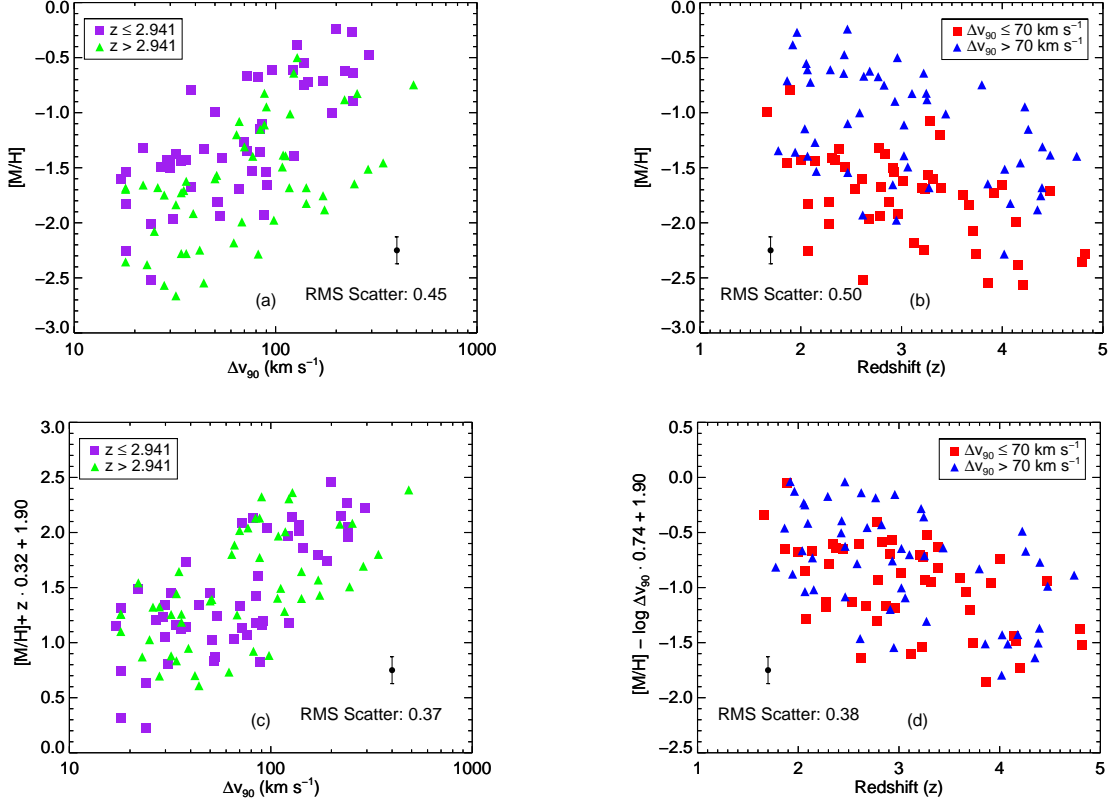 0.0
−0.5
−1.0
−1.5
−2.0
−2.5
−3.0
[M/H]
z ≤ 2.941
z > 2.941
(a)
RMS Scatter: 0.45
10
100
1000
Δv₉₀ (km s⁻¹)
0.0
−0.5
−1.0
−1.5
−2.0
−2.5
−3.0
[M/H]
Δv₉₀ ≤ 70 km s⁻¹
Δv₉₀ > 70 km s⁻¹
RMS Scatter: 0.50
(b)
1
2
3
4
5
Redshift (z)
3.0
2.5
2.0
1.5
1.0
0.5
0.0
[M/H]+ z · 0.32 + 1.90
z ≤ 2.941
z > 2.941
(c)
RMS Scatter: 0.37
10
100
1000
Δv₉₀ (km s⁻¹)
0.5
0.0
−0.5
−1.0
−1.5
−2.0
−2.5
[M/H] − log Δv₉₀ · 0.74 + 1.90
Δv₉₀ ≤ 70 km s⁻¹
Δv₉₀ > 70 km s⁻¹
RMS Scatter: 0.38
(d)
1
2
3
4
5
Redshift (z)